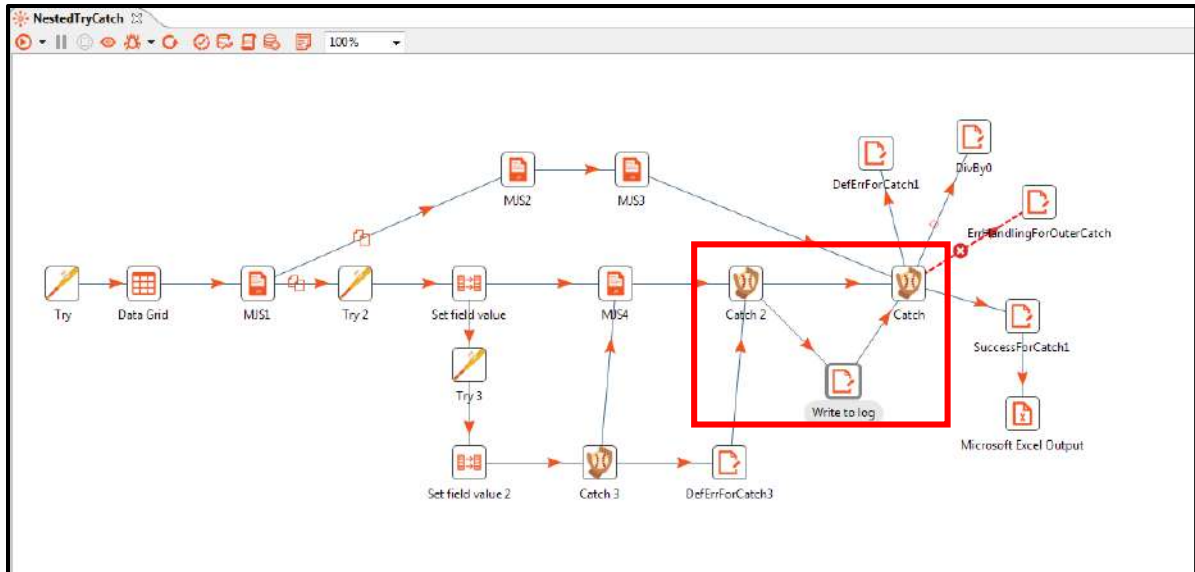 NestedTryCatch
100%
DefErrForCatch1
DivBy0
MJS2
MJS3
ErrHandlingForOuterCatch
Try
Data Grid
MJS1
Try 2
Set field value
MJS4
Catch 2
Catch
SuccessForCatch1
Try 3
Write to log
Microsoft Excel Output
Set field value 2
Catch 3
DefErrForCatch3